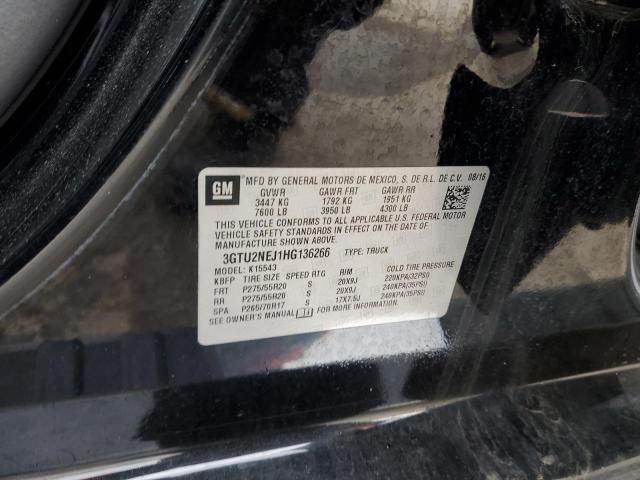 GM
MFD BY GENERAL MOTORS DE MEXICO, S. DE R.L. DE C.V. 08/16
GVWR GAWR FRT GAWR RR
3447 KG 1792 KG 1951 KG
7600 LB 3950 LB 4300 LB
THIS VEHICLE CONFORMS TO ALL APPLICABLE U.S. FEDERAL MOTOR
VEHICLE SAFETY STANDARDS IN EFFECT ON THE DATE OF
MANUFACTURE SHOWN ABOVE.
3GTU2NEJ1HG136266 TYPE: TRUCK
MODEL: K15543
KBFP TIRE SIZE SPEED RTG RIM COLD TIRE PRESSURE
FRT P275/55R20 S 20X9J 220KPA(32PSI)
RR P275/55R20 S 20X9J 240KPA(35PSI)
SPA P265/70R17 S 17X7.5J 240KPA(35PSI)
SEE OWNER'S MANUAL FOR MORE INFORMATION.